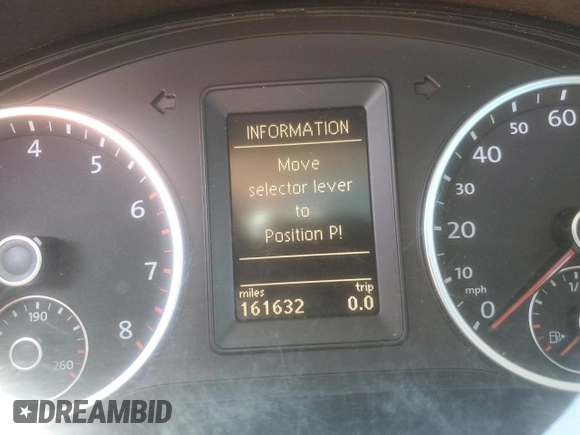 INFORMATION
Move
selector lever
to
Position P!
miles trip
161632 0.0
4 5 6 7 8
190
260
0 10 20 30 40 50 60
mph
1/
DREAMBID